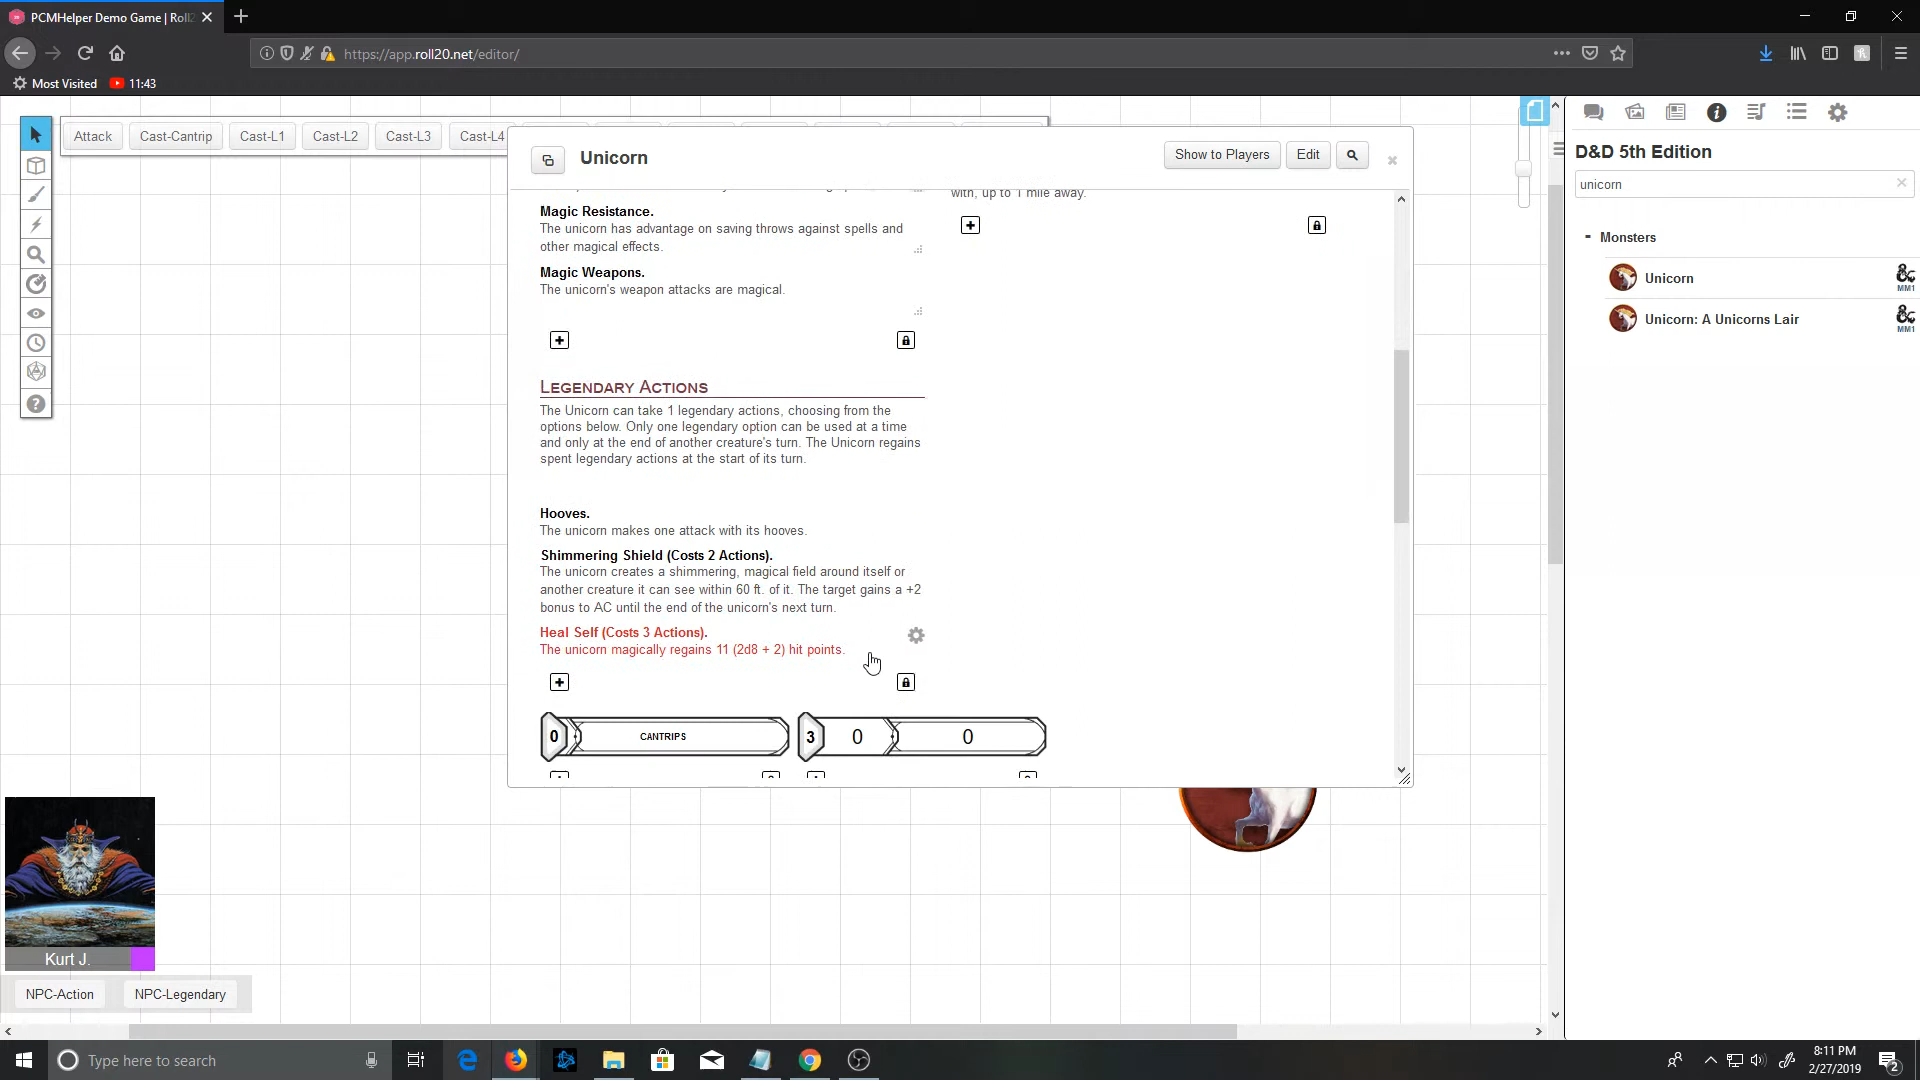 PCMHelper Demo Game | Roll2
https://app.roll20.net/editor/
Most Visited
11:43
Attack
Cast-Cantrip
Cast-L1
Cast-L2
Cast-L3
Cast-L4
Unicorn
Show to Players
Edit
with, up to 1 mile away.
Magic Resistance.
The unicorn has advantage on saving throws against spells and
other magical effects.
Magic Weapons.
The unicorn's weapon attacks are magical.
Legendary Actions
The Unicorn can take 1 legendary actions, choosing from the
options below. Only one legendary option can be used at a time
and only at the end of another creature's turn. The Unicorn regains
spent legendary actions at the start of its turn.
Hooves.
The unicorn makes one attack with its hooves.
Shimmering Shield (Costs 2 Actions).
The unicorn creates a shimmering, magical field around itself or
another creature it can see within 60 ft. of it. The target gains a +2
bonus to AC until the end of the unicorn's next turn.
Heal Self (Costs 3 Actions).
The unicorn magically regains 11 (2d8 + 2) hit points.
0 CANTRIPS
3 0 0
D&D 5th Edition
unicorn
- Monsters
Unicorn
MM1
Unicorn: A Unicorns Lair
MM1
Kurt J.
NPC-Action
NPC-Legendary
Type here to search
8:11 PM
2/27/2019
2